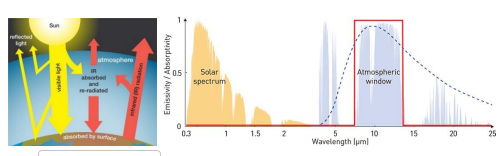 Sun
reflected
light
atmosphere
visible light
IR
absorbed
and
re-radiated
infrared (IR) radiation
absorbed by surface
Emissivity / Absorptivity
1
0.5
0
Solar
spectrum
Atmospheric
window
0.3 1 1.5 2 5 10 15 20 25
Wavelength [μm]